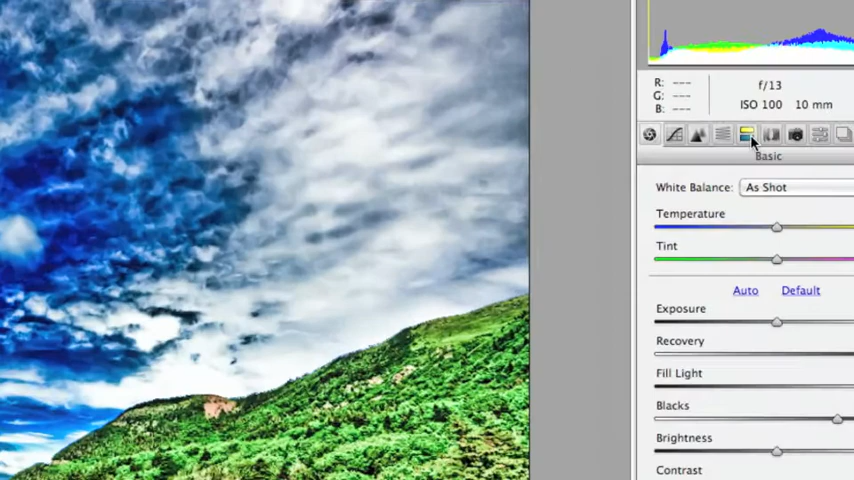 R: ---
G: ---
B: ---
f/13
ISO 100 10 mm
Basic
White Balance: As Shot
Temperature
Tint
Auto Default
Exposure
Recovery
Fill Light
Blacks
Brightness
Contrast